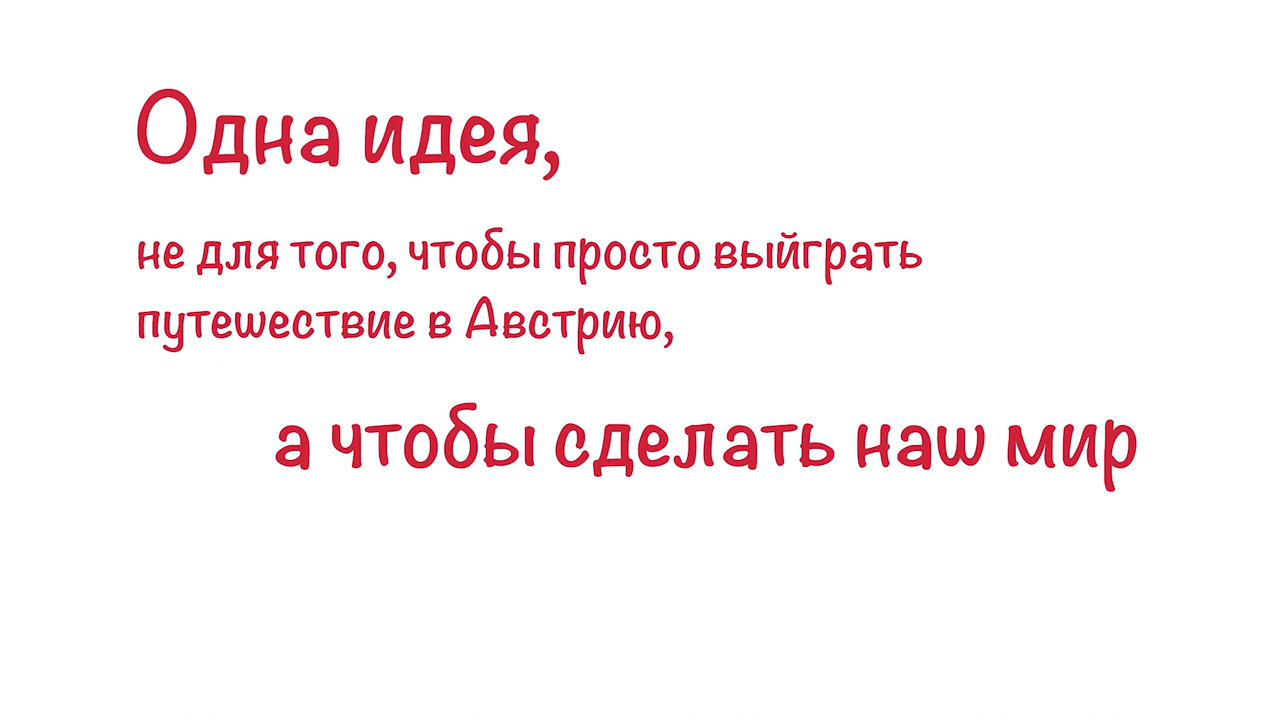 Одна идея,
не для того, чтобы просто выйграть
путешествие в Австрию,
а чтобы сделать наш мир